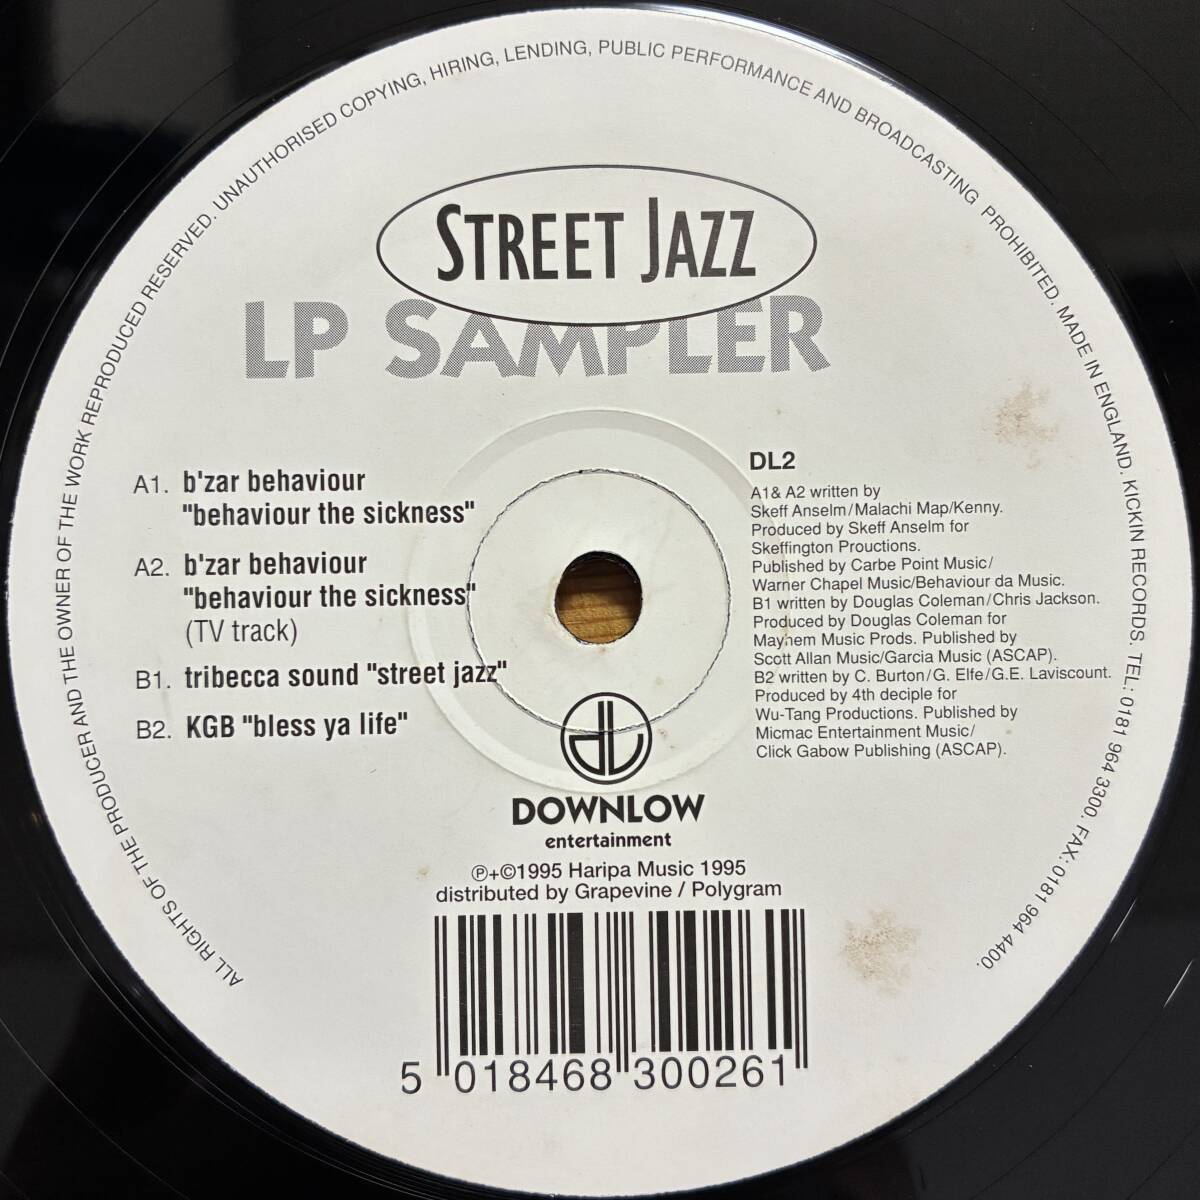 ALL RIGHTS OF THE PRODUCER AND THE OWNER OF THE WORK REPRODUCED RESERVED. UNAUTHORISED COPYING, HIRING, LENDING, PUBLIC PERFORMANCE AND BROADCASTING PROHIBITED. MADE IN ENGLAND. KICKIN RECORDS. TEL: 0181 964 3300. FAX: 0181 964 4400.
STREET JAZZ
LP SAMPLER
A1. b'zar behaviour
"behaviour the sickness"
A2. b'zar behaviour
"behaviour the sickness"
(TV track)
B1. tribecca sound "street jazz"
B2. KGB "bless ya life"
DL2
A1& A2 written by
Skeff Anselm/Malachi Map/Kenny.
Produced by Skeff Anselm for
Skeffington Prouctions.
Published by Carbe Point Music/
Warner Chapel Music/Behaviour da Music.
B1 written by Douglas Coleman/Chris Jackson.
Produced by Douglas Coleman for
Mayhem Music Prods. Published by
Scott Allan Music/Garcia Music (ASCAP).
B2 written by C. Burton/G. Elfe/G.E. Laviscount.
Produced by 4th deciple for
Wu-Tang Productions. Published by
Micmac Entertainment Music/
Click Gabow Publishing (ASCAP).
DOWNLOW
entertainment
℗+©1995 Haripa Music 1995
distributed by Grapevine / Polygram
5 018468 300261